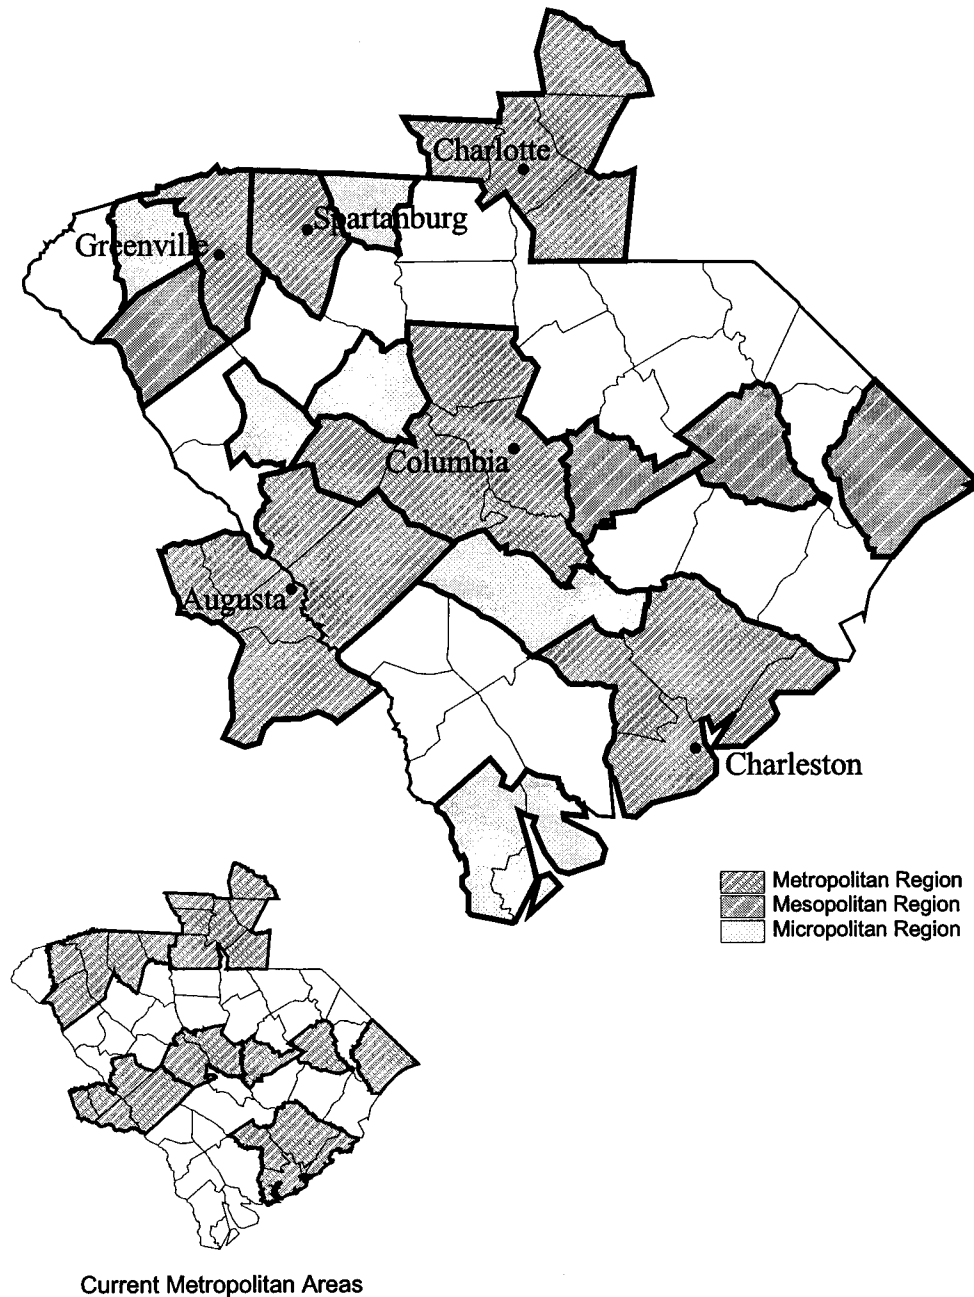 Charlotte
Spartanburg
Greenville
Columbia
Augusta
Charleston
Metropolitan Region
Mesopolitan Region
Micropolitan Region
Current Metropolitan Areas